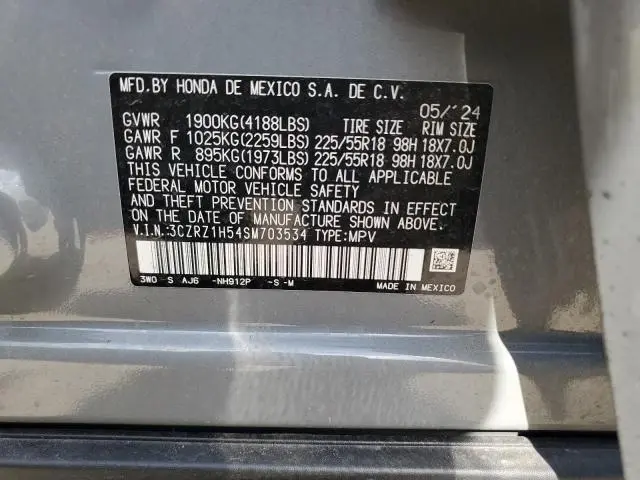 MFD.BY HONDA DE MEXICO S.A. DE C.V.
05/'24
GVWR 1900KG(4188LBS) TIRE SIZE RIM SIZE
GAWR F 1025KG(2259LBS) 225/55R18 98H 18X7.0J
GAWR R 895KG(1973LBS) 225/55R18 98H 18X7.0J
THIS VEHICLE CONFORMS TO ALL APPLICABLE
FEDERAL MOTOR VEHICLE SAFETY
AND THEFT PREVENTION STANDARDS IN EFFECT
ON THE DATE OF MANUFACTURE SHOWN ABOVE.
V.I.N.:3CZRZ1H54SM703534 TYPE:MPV
3W0 S AJ6 -NH912P -S-M MADE IN MEXICO